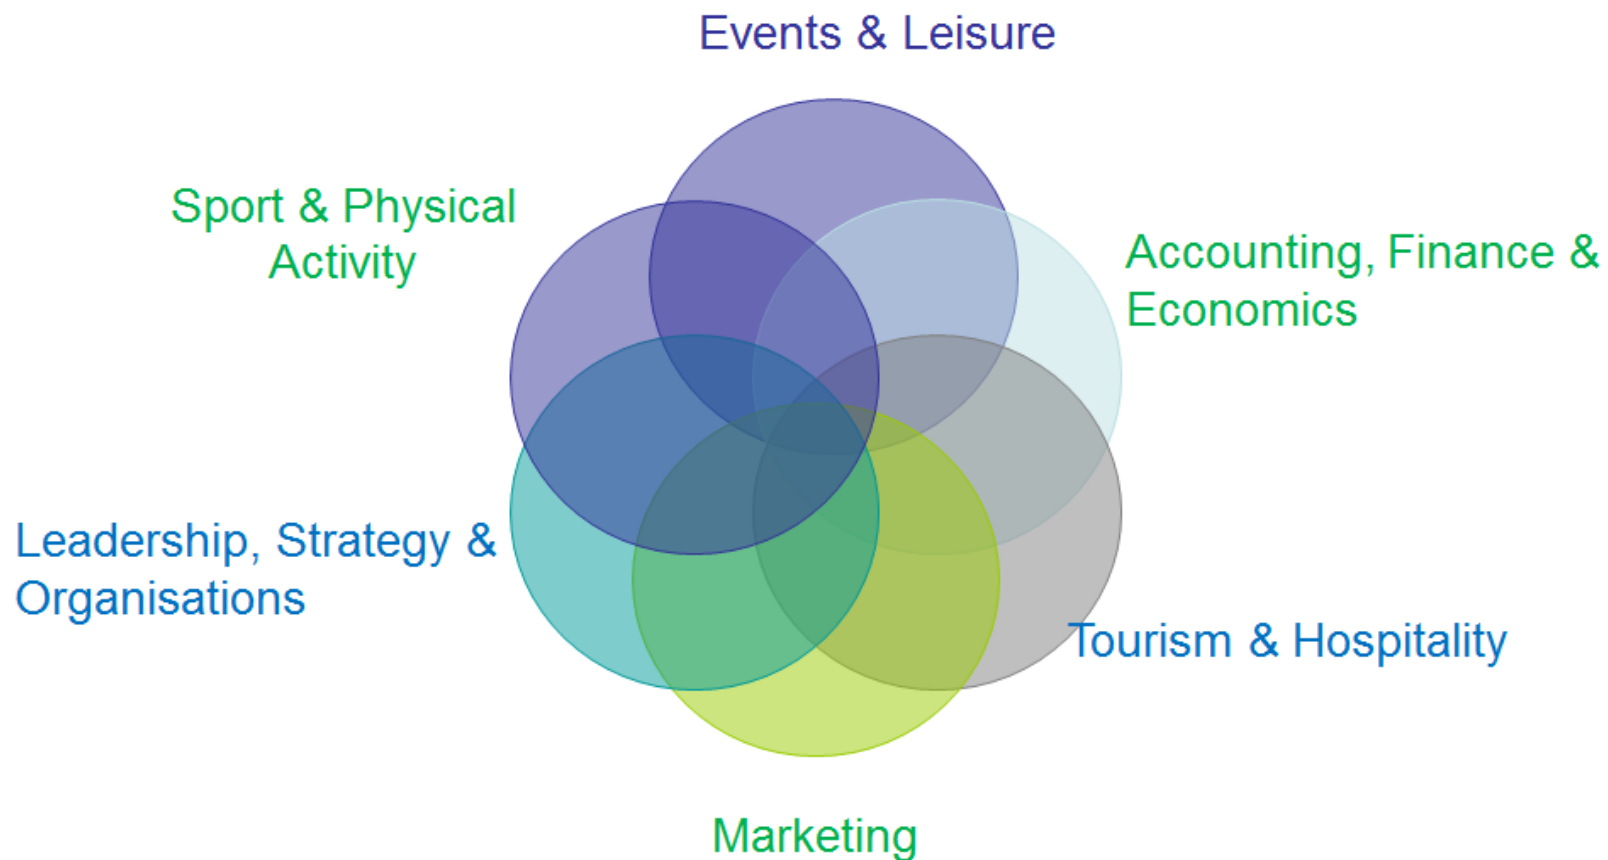 Events & Leisure
Sport & Physical
Activity
Accounting, Finance &
Economics
Leadership, Strategy &
Organisations
Tourism & Hospitality
Marketing